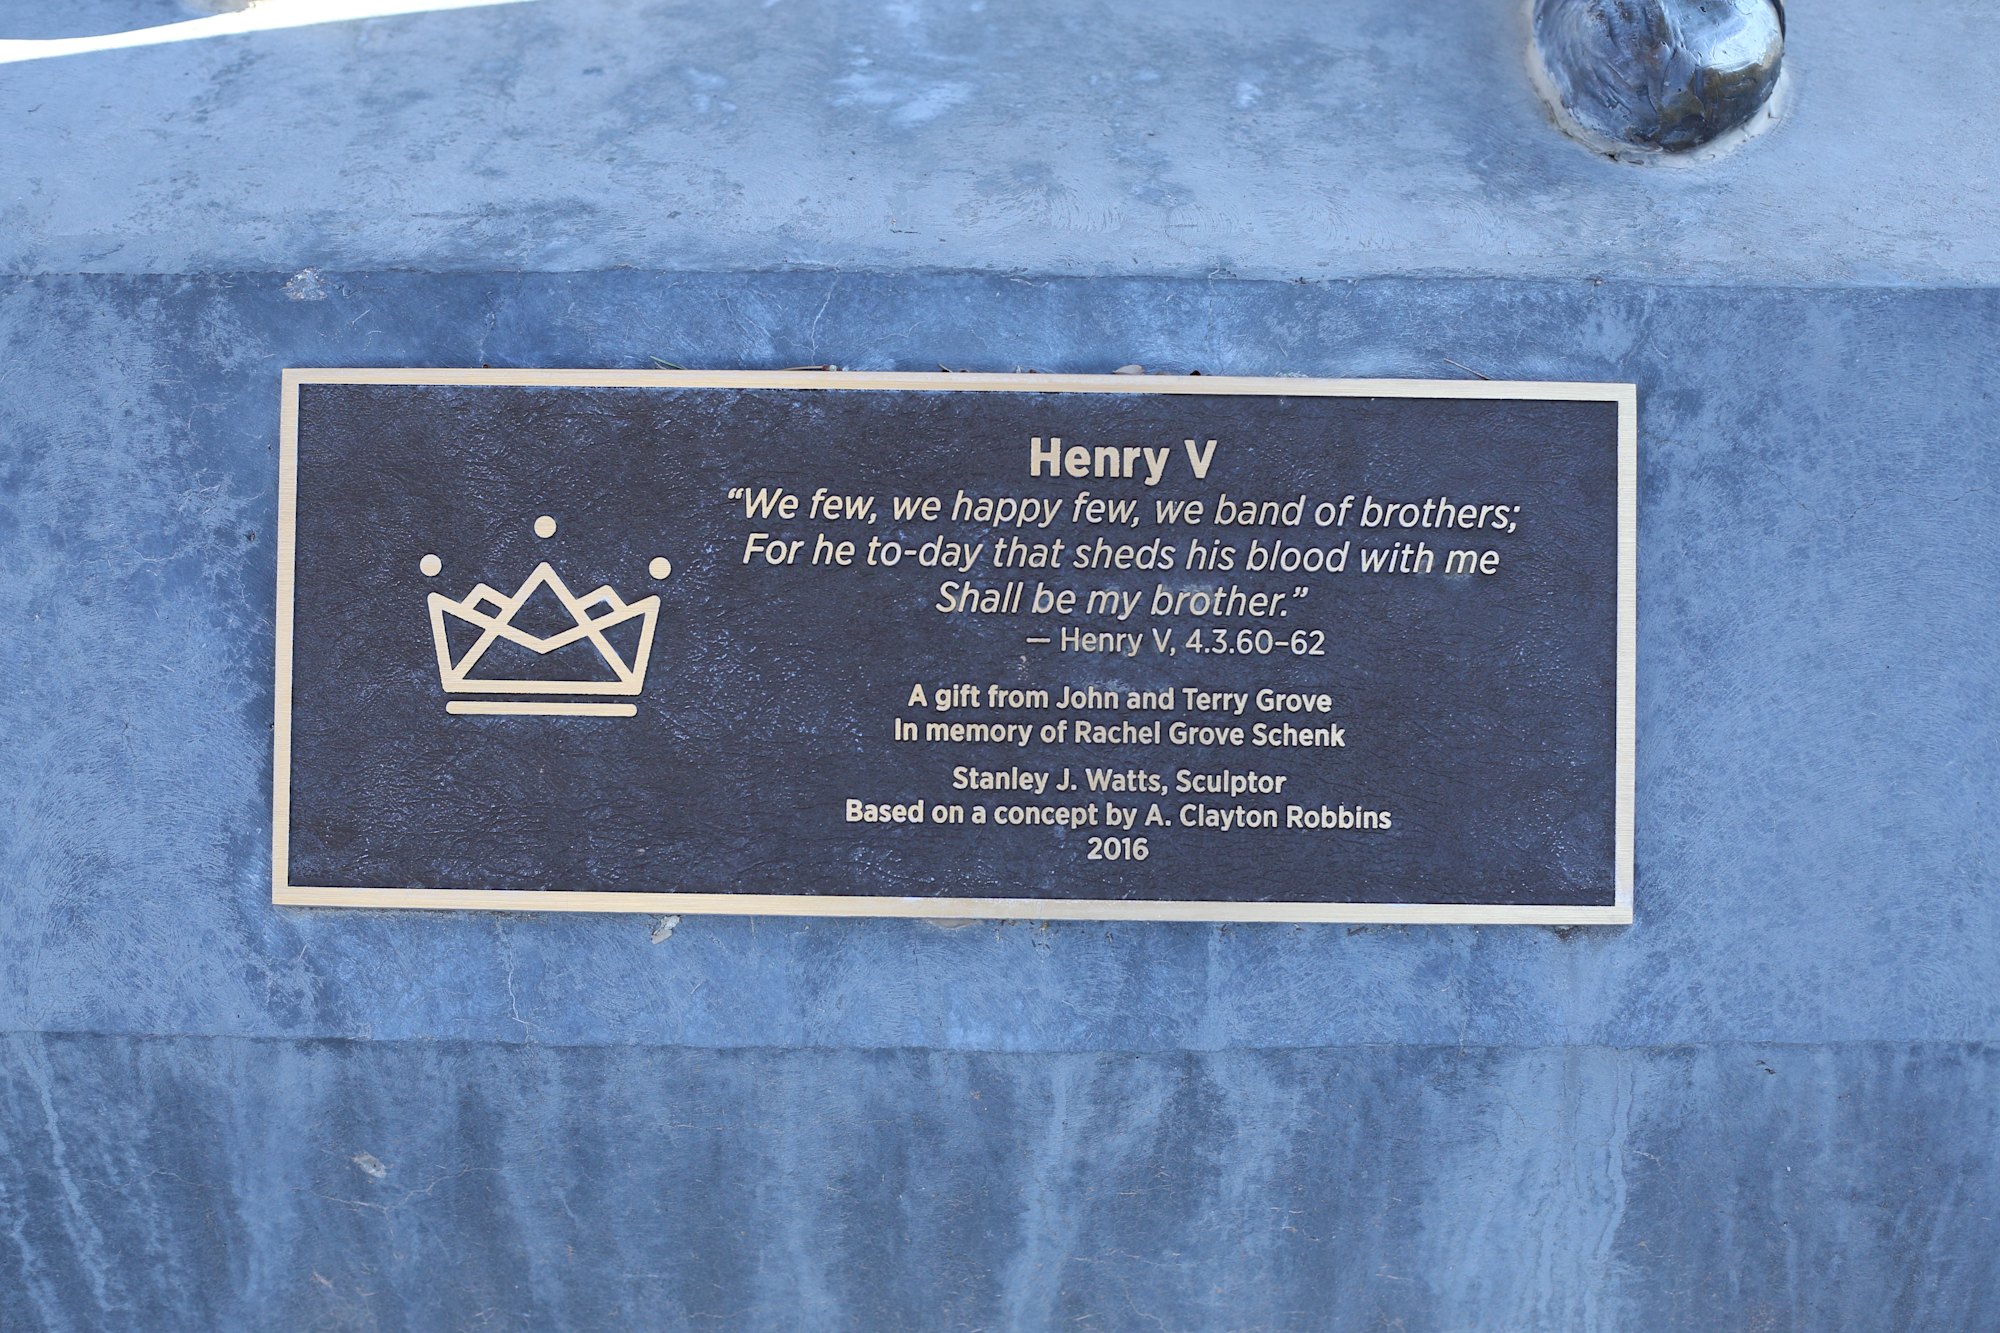 Henry V
“We few, we happy few, we band of brothers;
For he to-day that sheds his blood with me
Shall be my brother.”
— Henry V, 4.3.60–62
A gift from John and Terry Grove
In memory of Rachel Grove Schenk
Stanley J. Watts, Sculptor
Based on a concept by A. Clayton Robbins
2016